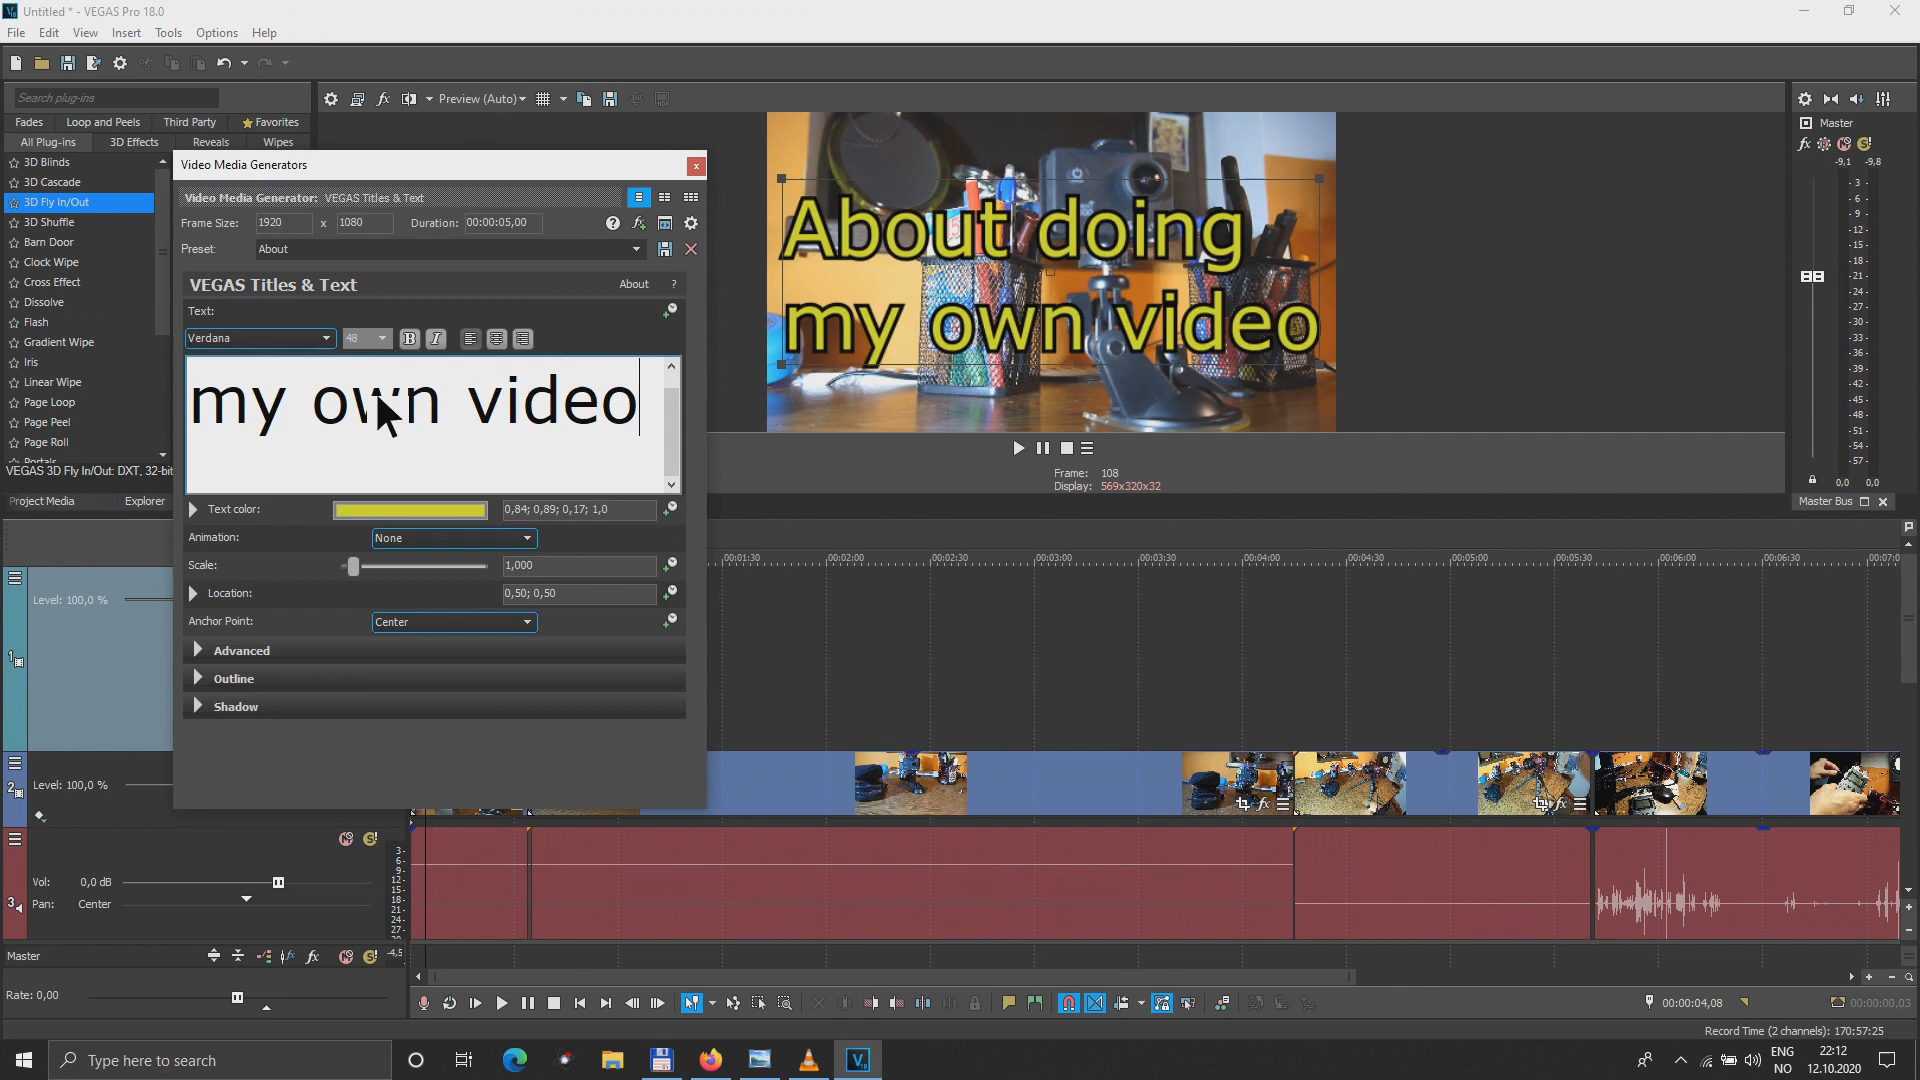 Untitled * - VEGAS Pro 18.0
File Edit View Insert Tools Options Help
Search plug-ins
Preview (Auto)
Fades Loop and Peels Third Party Favorites
All Plug-ins 3D Effects Reveals Wipes
3D Blinds
3D Cascade
3D Fly In/Out
3D Shuffle
Barn Door
Clock Wipe
Cross Effect
Dissolve
Flash
Gradient Wipe
Iris
Linear Wipe
Page Loop
Page Peel
Page Roll
Portals
VEGAS 3D Fly In/Out: DXT, 32-bit
Project Media Explorer
Video Media Generators
Video Media Generator: VEGAS Titles & Text
Frame Size: 1920 x 1080 Duration: 00:00:05,00
Preset: About
VEGAS Titles & Text About ?
Text:
Verdana 48 B I
my own video
Text color: 0,84; 0,89; 0,17; 1,0
Animation: None
Scale: 1,000
Location: 0,50; 0,50
Anchor Point: Center
Advanced
Outline
Shadow
About doing
my own video
Frame: 108
Display: 569x320x32
Master
fx
-9,1 -9,8
-3-
-6-
-9-
-12-
-15-
-18-
-21-
-24-
-27-
-30-
-33-
-36-
-39-
-42-
-45-
-48-
-51-
-54-
-57-
0,0 0,0
Master Bus
00:01:30 00:02:00 00:02:30 00:03:00 00:03:30 00:04:00 00:04:30 00:05:00 00:05:30 00:06:00 00:06:30 00:07:0
1
Level: 100,0 %
2
Level: 100,0 %
3
Vol: 0,0 dB
Pan: Center
3-
6-
9-
12-
15-
18-
21-
24-
27-
Master fx -4,5
Rate: 0,00
00:00:04,08 00:00:00,03
Record Time (2 channels): 170:57:25
Type here to search
ENG
NO
22:12
12.10.2020